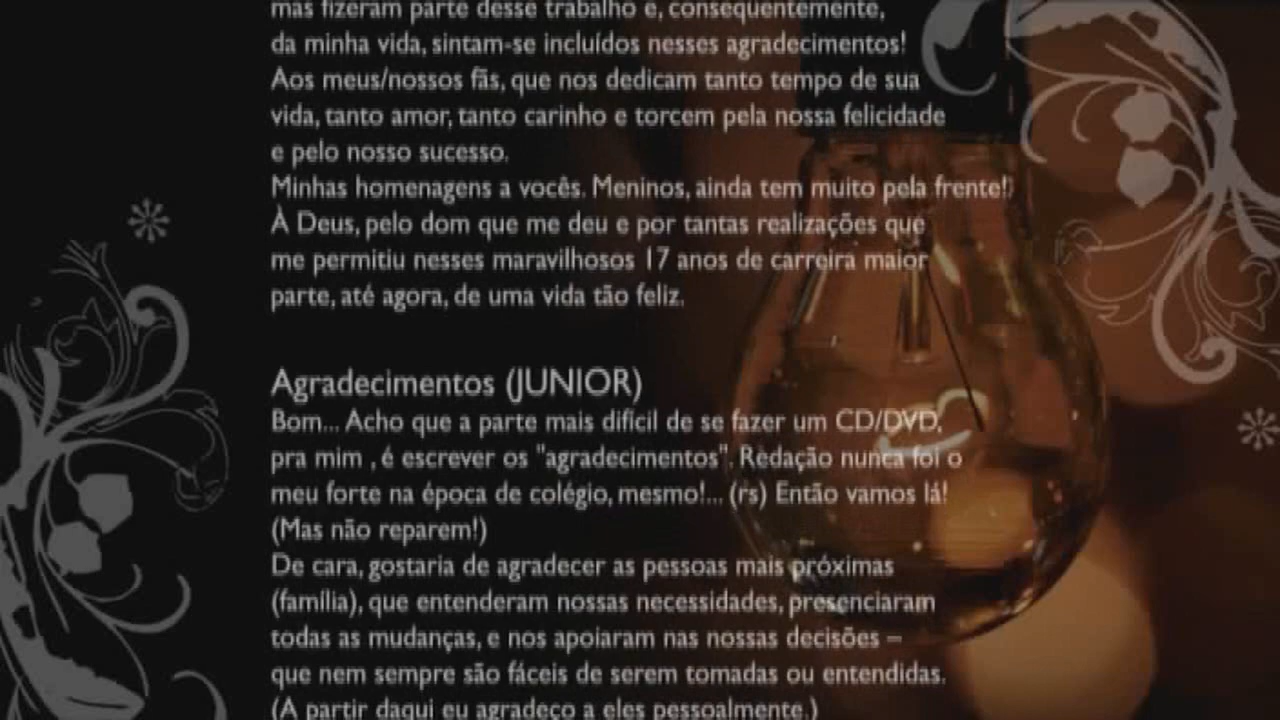 mas fizeram parte desse trabalho e, consequentemente,
da minha vida, sintam-se incluídos nesses agradecimentos!
Aos meus/nossos fãs, que nos dedicam tanto tempo de sua
vida, tanto amor, tanto carinho e torcem pela nossa felicidade
e pelo nosso sucesso.
Minhas homenagens a vocês. Meninos, ainda tem muito pela frente!)
À Deus, pelo dom que me deu e por tantas realizações que
me permitiu nesses maravilhosos 17 anos de carreira maior
parte, até agora, de uma vida tão feliz.
Agradecimentos (JUNIOR)
Bom... Acho que a parte mais difícil de se fazer um CD/DVD,
pra mim , é escrever os "agradecimentos". Redação nunca foi o
meu forte na época de colégio, mesmo!... (rs) Então vamos lá!
(Mas não reparem!)
De cara, gostaria de agradecer as pessoas mais próximas
(família), que entenderam nossas necessidades, presenciaram
todas as mudanças, e nos apoiaram nas nossas decisões –
que nem sempre são fáceis de serem tomadas ou entendidas.
(A partir daqui eu agradeço a eles pessoalmente.)